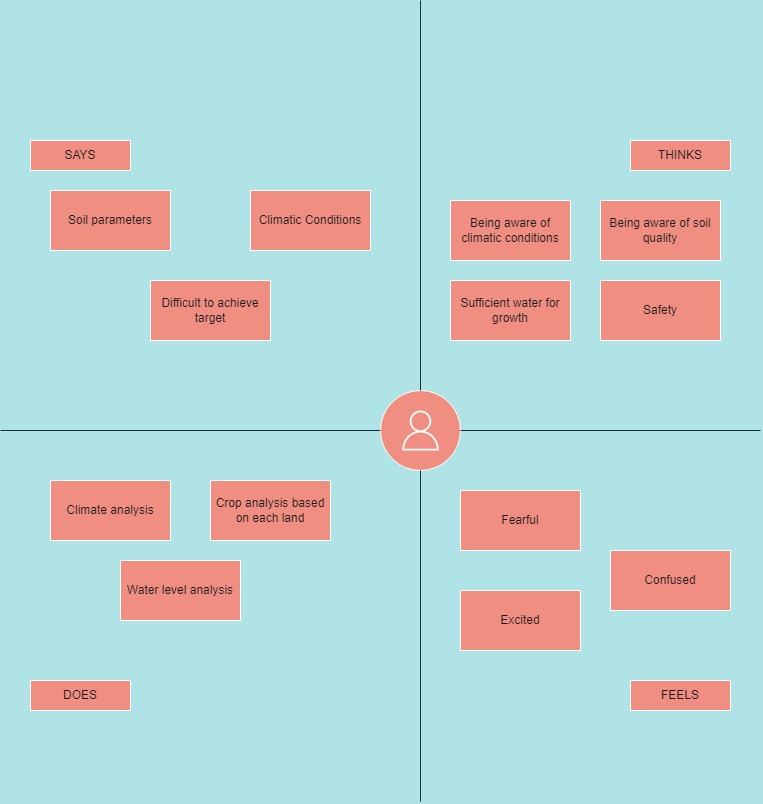 SAYS
Soil parameters
Climatic Conditions
Difficult to achieve
target
THINKS
Being aware of
climatic conditions
Being aware of soil
quality
Sufficient water for
growth
Safety
Climate analysis
Crop analysis based
on each land
Water level analysis
DOES
Fearful
Confused
Excited
FEELS